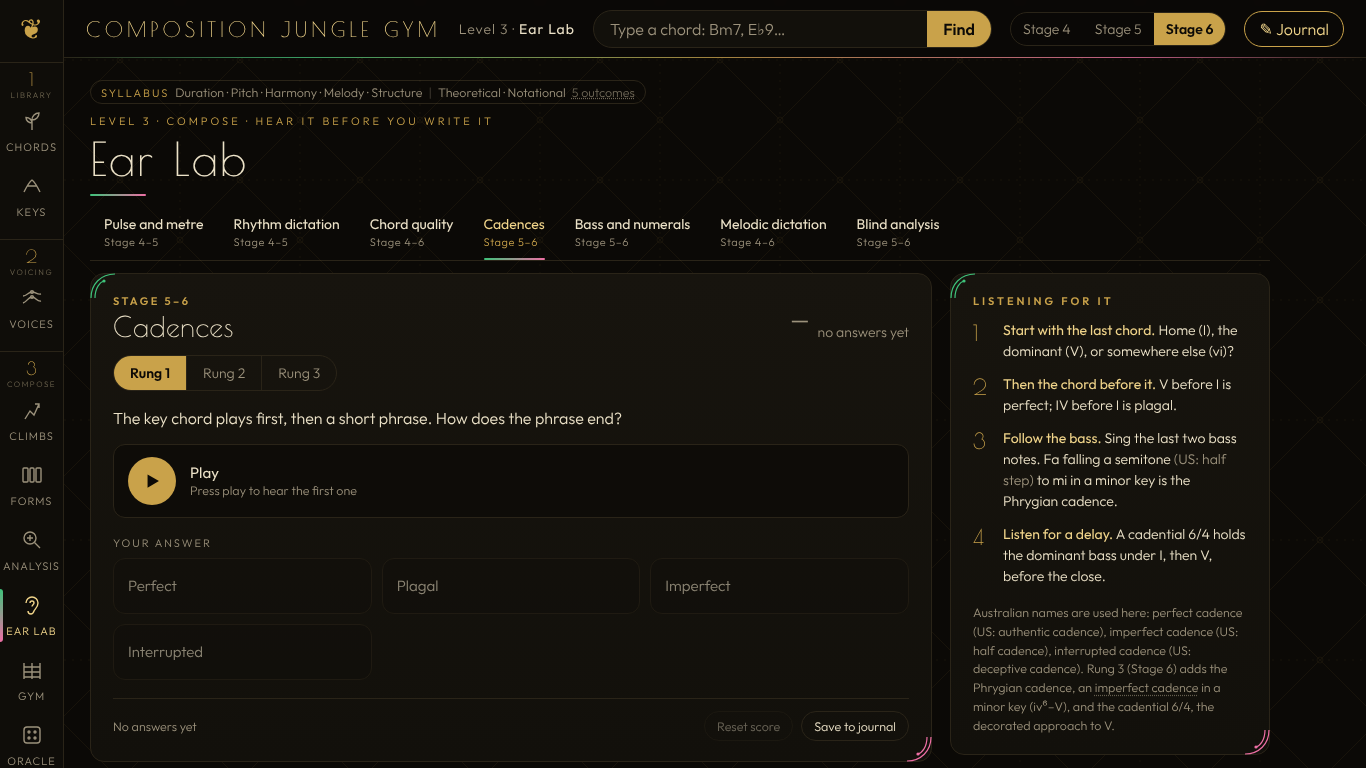 COMPOSITION JUNGLE GYM
Level 3 · Ear Lab
Type a chord: Bm7, E♭9…
Find
Stage 4
Stage 5
Stage 6
✎ Journal
1
LIBRARY
CHORDS
KEYS
2
VOICING
VOICES
3
COMPOSE
CLIMBS
FORMS
ANALYSIS
EAR LAB
GYM
ORACLE
SYLLABUS Duration · Pitch · Harmony · Melody · Structure | Theoretical · Notational 5 outcomes
LEVEL 3 · COMPOSE · HEAR IT BEFORE YOU WRITE IT
Ear Lab
Pulse and metre
Stage 4–5
Rhythm dictation
Stage 4–5
Chord quality
Stage 4–6
Cadences
Stage 5–6
Bass and numerals
Stage 5–6
Melodic dictation
Stage 4–6
Blind analysis
Stage 5–6
STAGE 5–6
Cadences
— no answers yet
Rung 1
Rung 2
Rung 3
The key chord plays first, then a short phrase. How does the phrase end?
Play
Press play to hear the first one
YOUR ANSWER
Perfect
Plagal
Imperfect
Interrupted
No answers yet
Reset score
Save to journal
LISTENING FOR IT
1 Start with the last chord. Home (I), the
dominant (V), or somewhere else (vi)?
2 Then the chord before it. V before I is
perfect; IV before I is plagal.
3 Follow the bass. Sing the last two bass
notes. Fa falling a semitone (US: half
step) to mi in a minor key is the
Phrygian cadence.
4 Listen for a delay. A cadential 6/4 holds
the dominant bass under I, then V,
before the close.
Australian names are used here: perfect cadence
(US: authentic cadence), imperfect cadence (US:
half cadence), interrupted cadence (US:
deceptive cadence). Rung 3 (Stage 6) adds the
Phrygian cadence, an imperfect cadence in a
minor key (iv⁶–V), and the cadential 6/4, the
decorated approach to V.